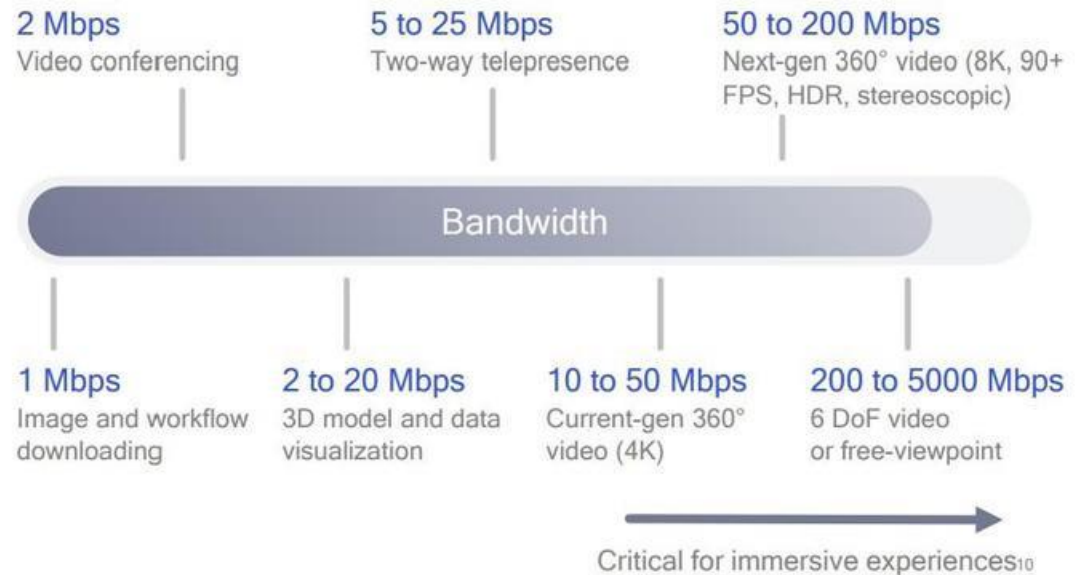 2 Mbps
Video conferencing
5 to 25 Mbps
Two-way telepresence
50 to 200 Mbps
Next-gen 360° video (8K, 90+
FPS, HDR, stereoscopic)
Bandwidth
1 Mbps
Image and workflow
downloading
2 to 20 Mbps
3D model and data
visualization
10 to 50 Mbps
Current-gen 360°
video (4K)
200 to 5000 Mbps
6 DoF video
or free-viewpoint
Critical for immersive experiences10